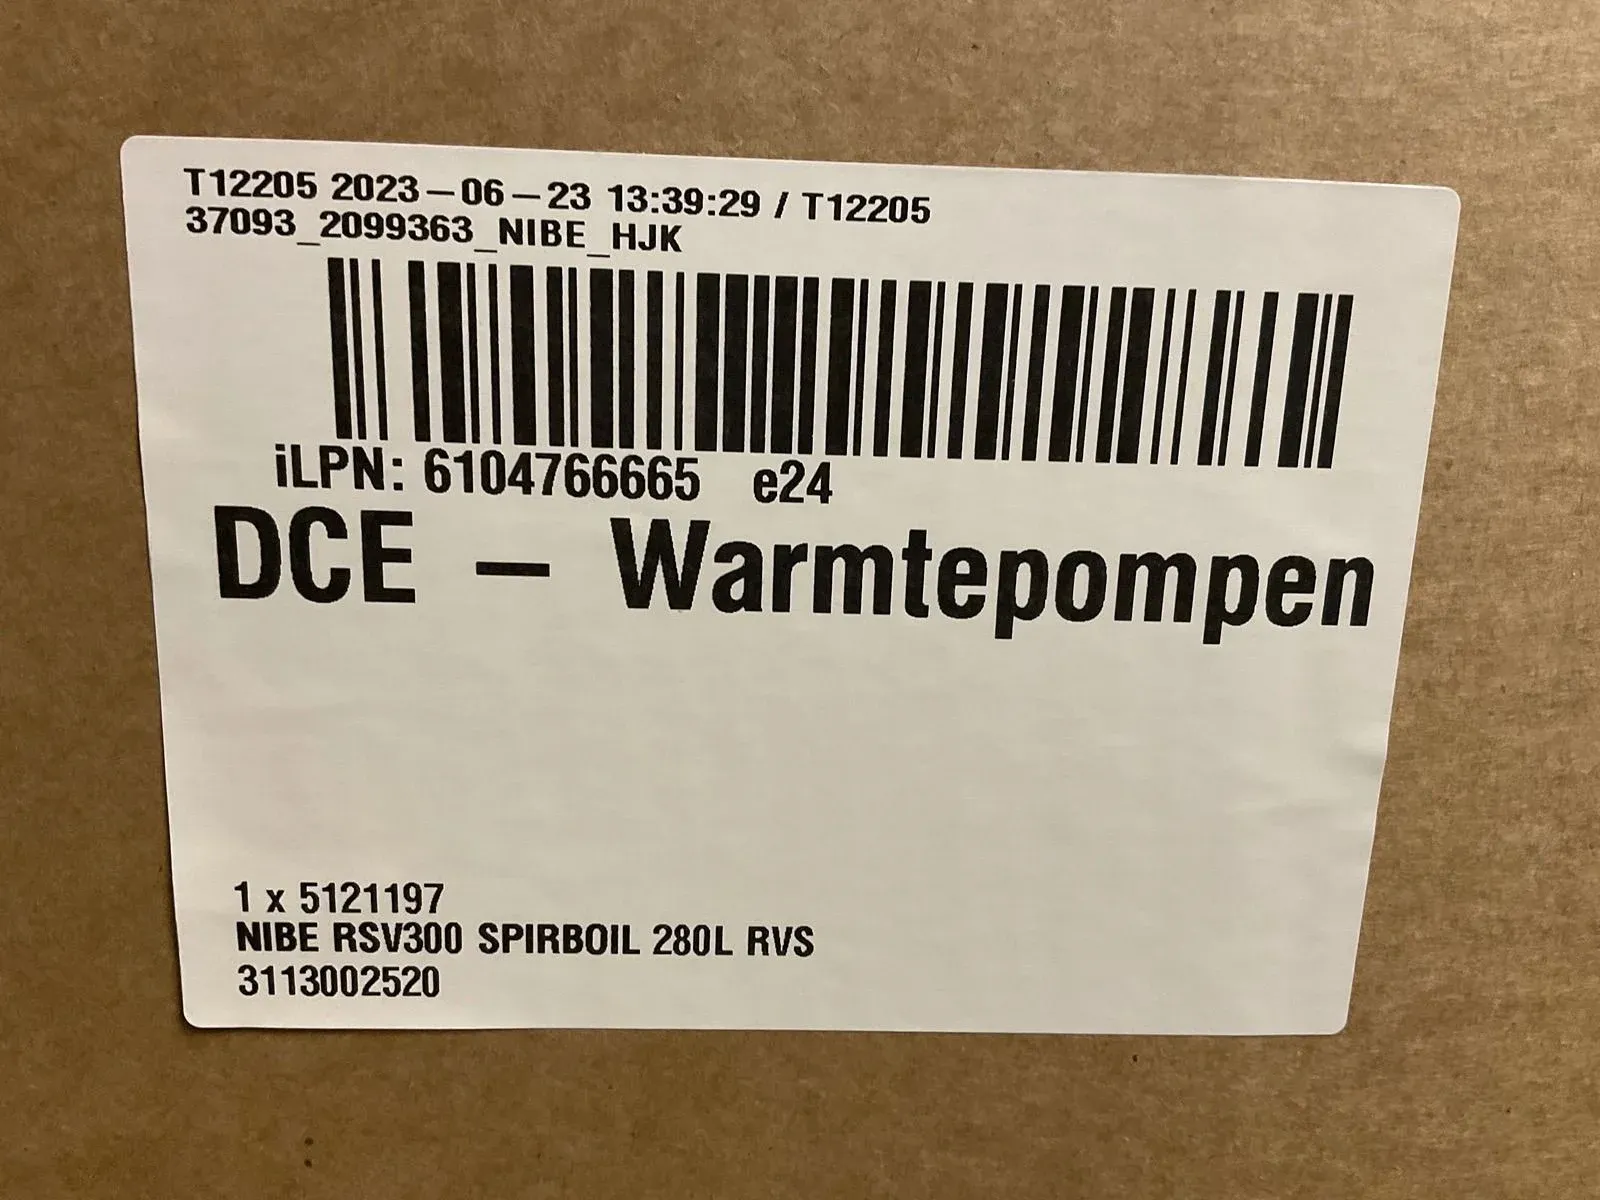 T12205 2023-06-23 13:39:29 / T12205
37093_2099363_NIBE_HJK
iLPN: 6104766665 e24
DCE - Warmtepompen
1 x 5121197
NIBE RSV300 SPIRBOIL 280L RVS
3113002520